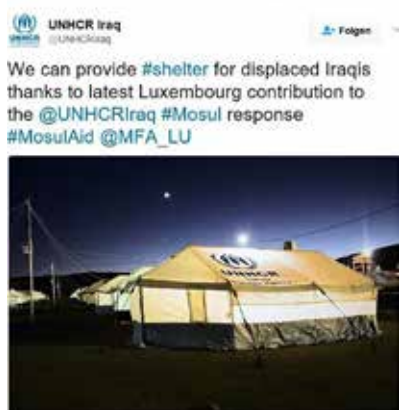 UNHCR Iraq
@UNHCRIraq
Folgen
We can provide #shelter for displaced Iraqis
thanks to latest Luxembourg contribution to
the @UNHCRIraq #Mosul response
#MosulAid @MFA_LU
UNHCR